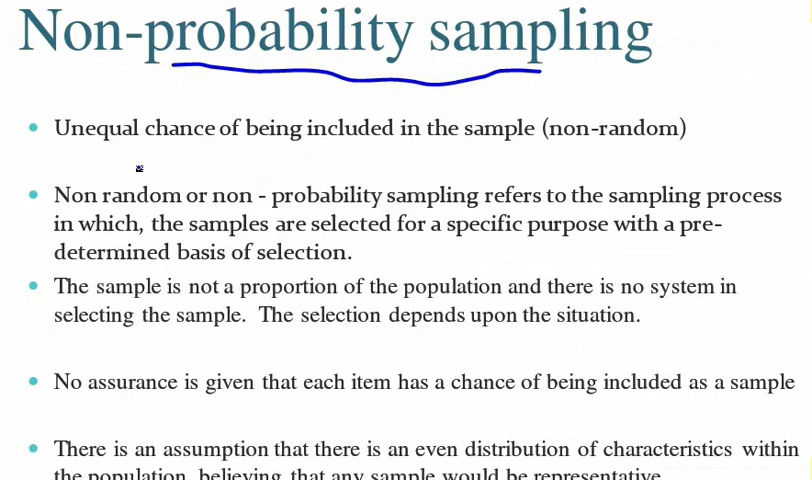 Non-probability sampling
Unequal chance of being included in the sample (non-random)
Non random or non - probability sampling refers to the sampling process
in which, the samples are selected for a specific purpose with a pre-
determined basis of selection.
The sample is not a proportion of the population and there is no system in
selecting the sample. The selection depends upon the situation.
No assurance is given that each item has a chance of being included as a sample
There is an assumption that there is an even distribution of characteristics within
the population, believing that any sample would be representative.